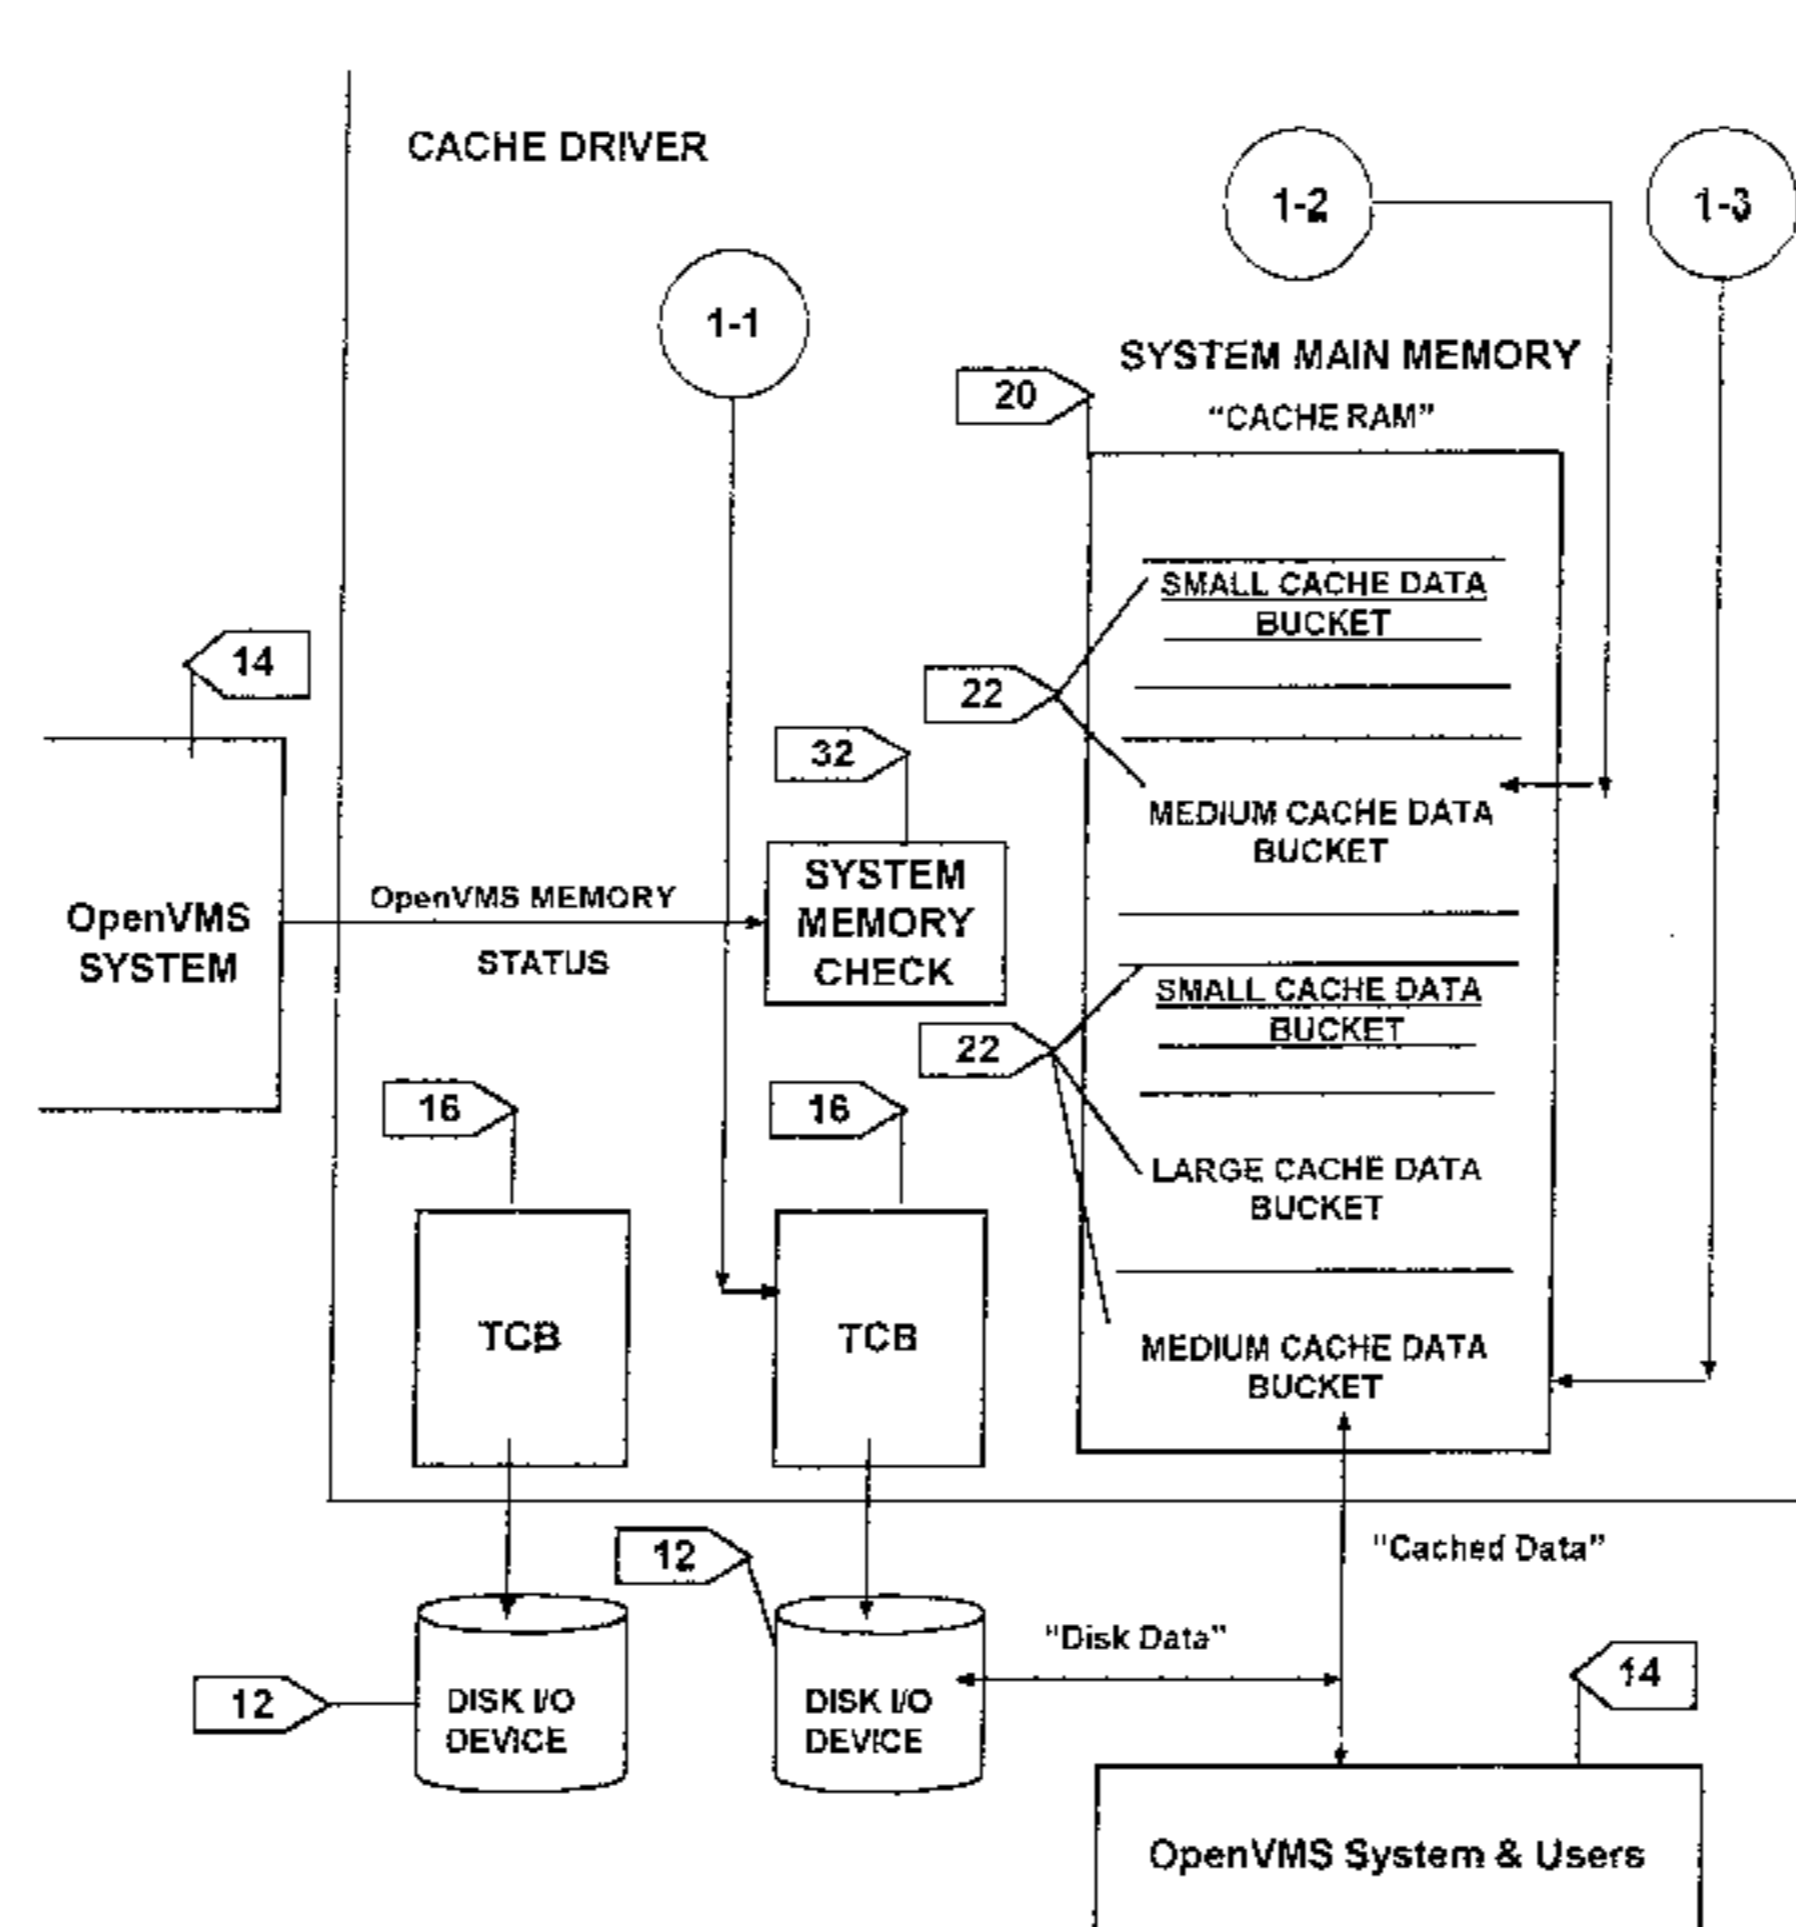 CACHE DRIVER
1-2
1-3
1-1
SYSTEM MAIN MEMORY
20
"CACHE RAM"
SMALL CACHE DATA
BUCKET
14
22
32
MEDIUM CACHE DATA
BUCKET
SYSTEM
MEMORY
CHECK
OpenVMS MEMORY
STATUS
OpenVMS
SYSTEM
SMALL CACHE DATA
BUCKET
22
16
16
LARGE CACHE DATA
BUCKET
TCB
TCB
MEDIUM CACHE DATA
BUCKET
12
"Cached Data"
"Disk Data"
14
12
DISK I/O
DEVICE
DISK I/O
DEVICE
OpenVMS System & Users